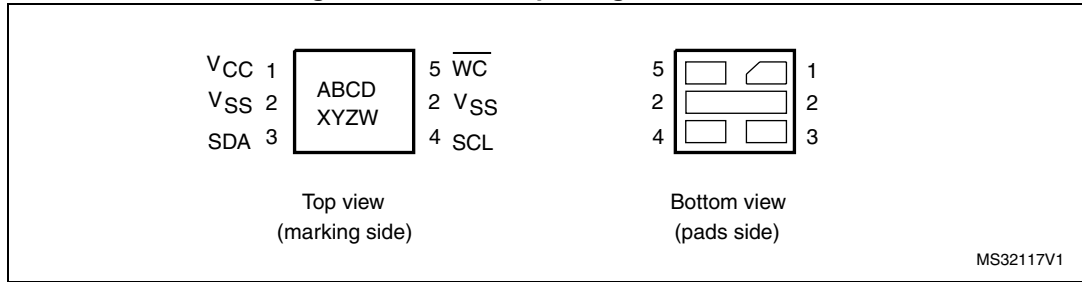 VCC 1 ABCD 5 WC
VSS 2 XYZW 2 VSS
SDA 3 4 SCL
5 1
2 2
4 3
Top view
(marking side)
Bottom view
(pads side)
MS32117V1